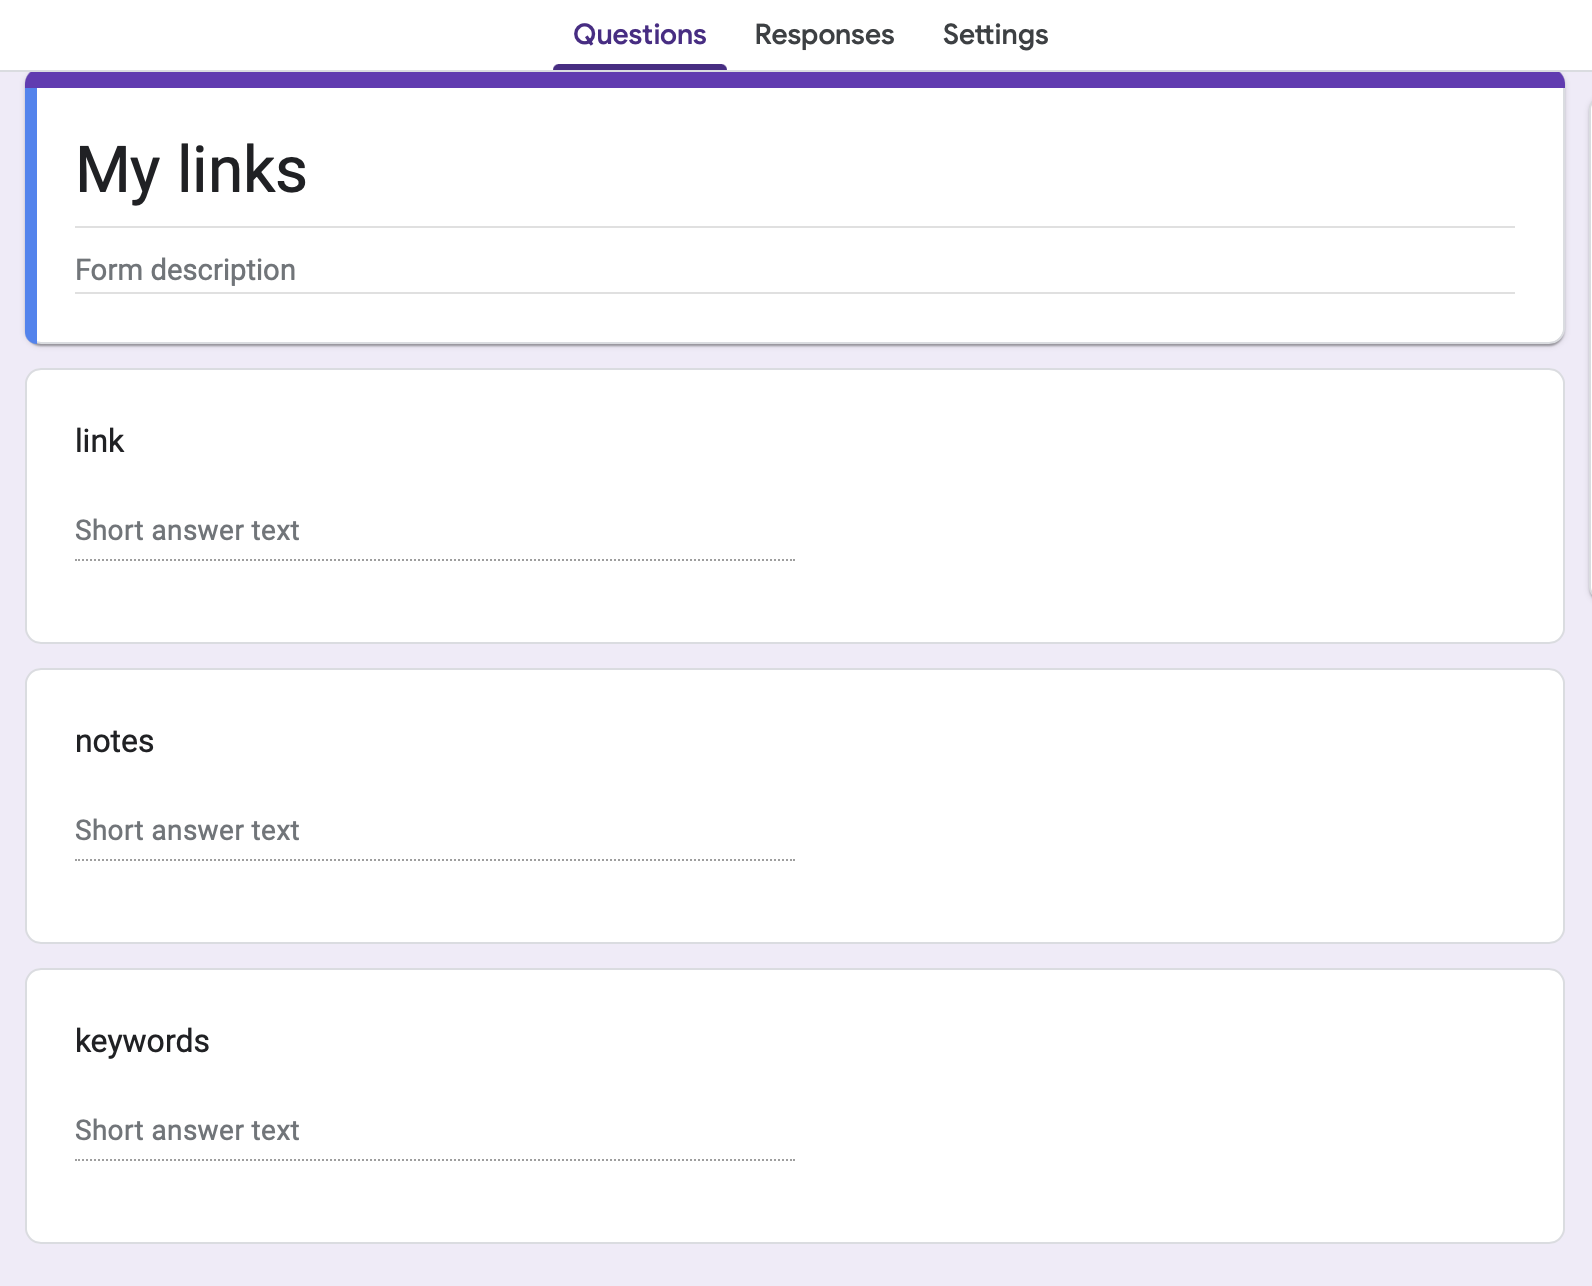 Questions Responses Settings
My links
Form description
link
Short answer text
notes
Short answer text
keywords
Short answer text